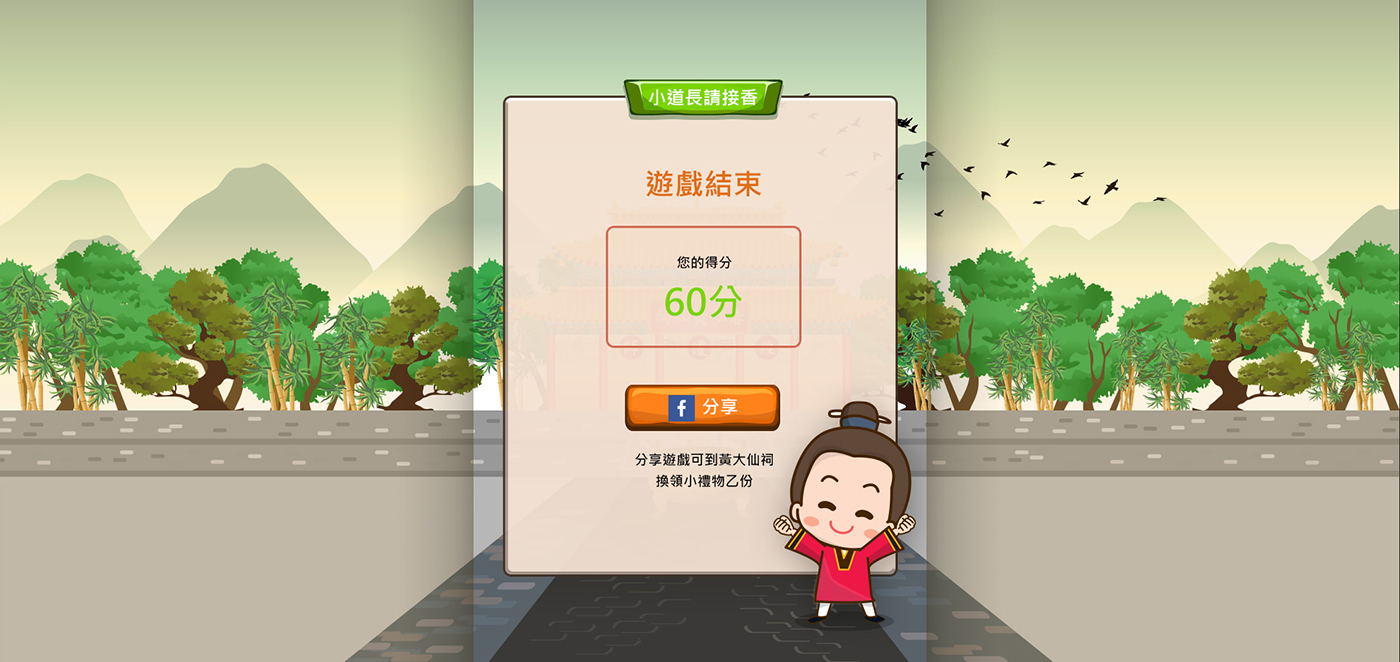 小道長請接香
遊戲結束
您的得分
60分
f 分享
分享遊戲可到黃大仙祠
換領小禮物乙份